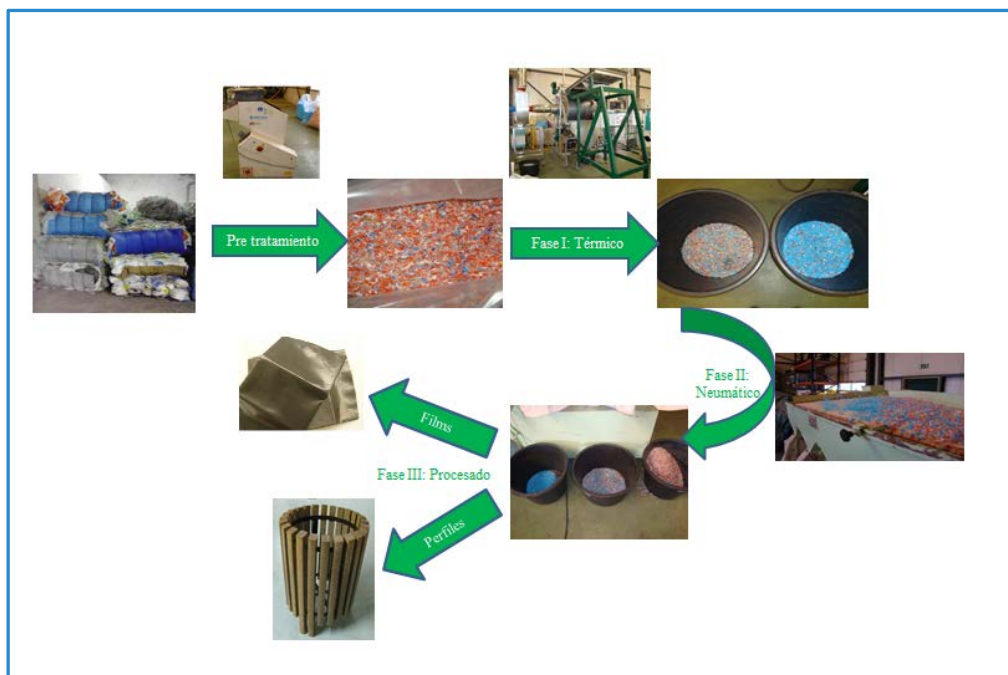 Pre tratamiento
Fase I: Térmico
Fase II:
Neumático
Films
Fase III: Procesado
Perfiles